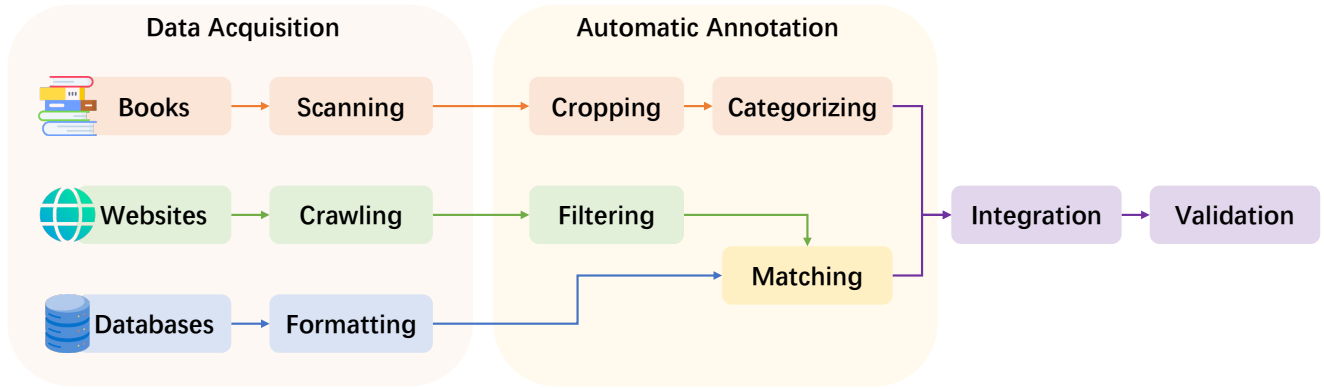 Data Acquisition
Automatic Annotation
Books
Scanning
Cropping
Categorizing
Websites
Crawling
Filtering
Integration
Validation
Matching
Databases
Formatting